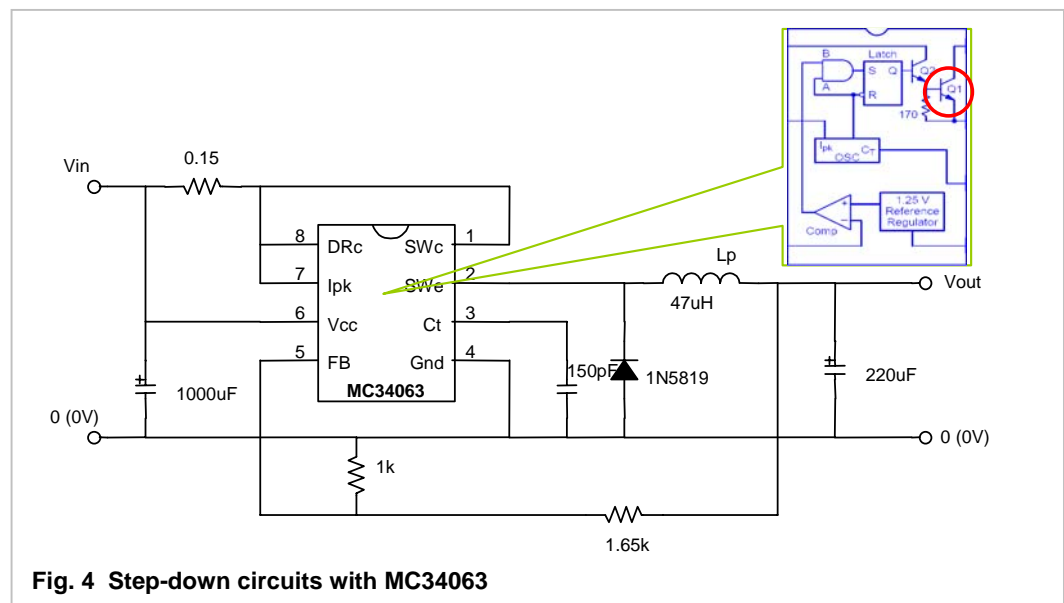 B
Latch
S Q
Q2
A
R
Q1
170
Ipk
OSC
CT
1.25 V
Reference
Regulator
+
−
Comp
Vin
0.15
8 DRc SWc 1
7 Ipk SWe 2
6 Vcc Ct 3
5 FB Gnd 4
MC34063
Lp
47uH
Vout
+
1000uF
150pF
1N5819
+
220uF
0 (0V)
0 (0V)
1k
1.65k
Fig. 4 Step-down circuits with MC34063